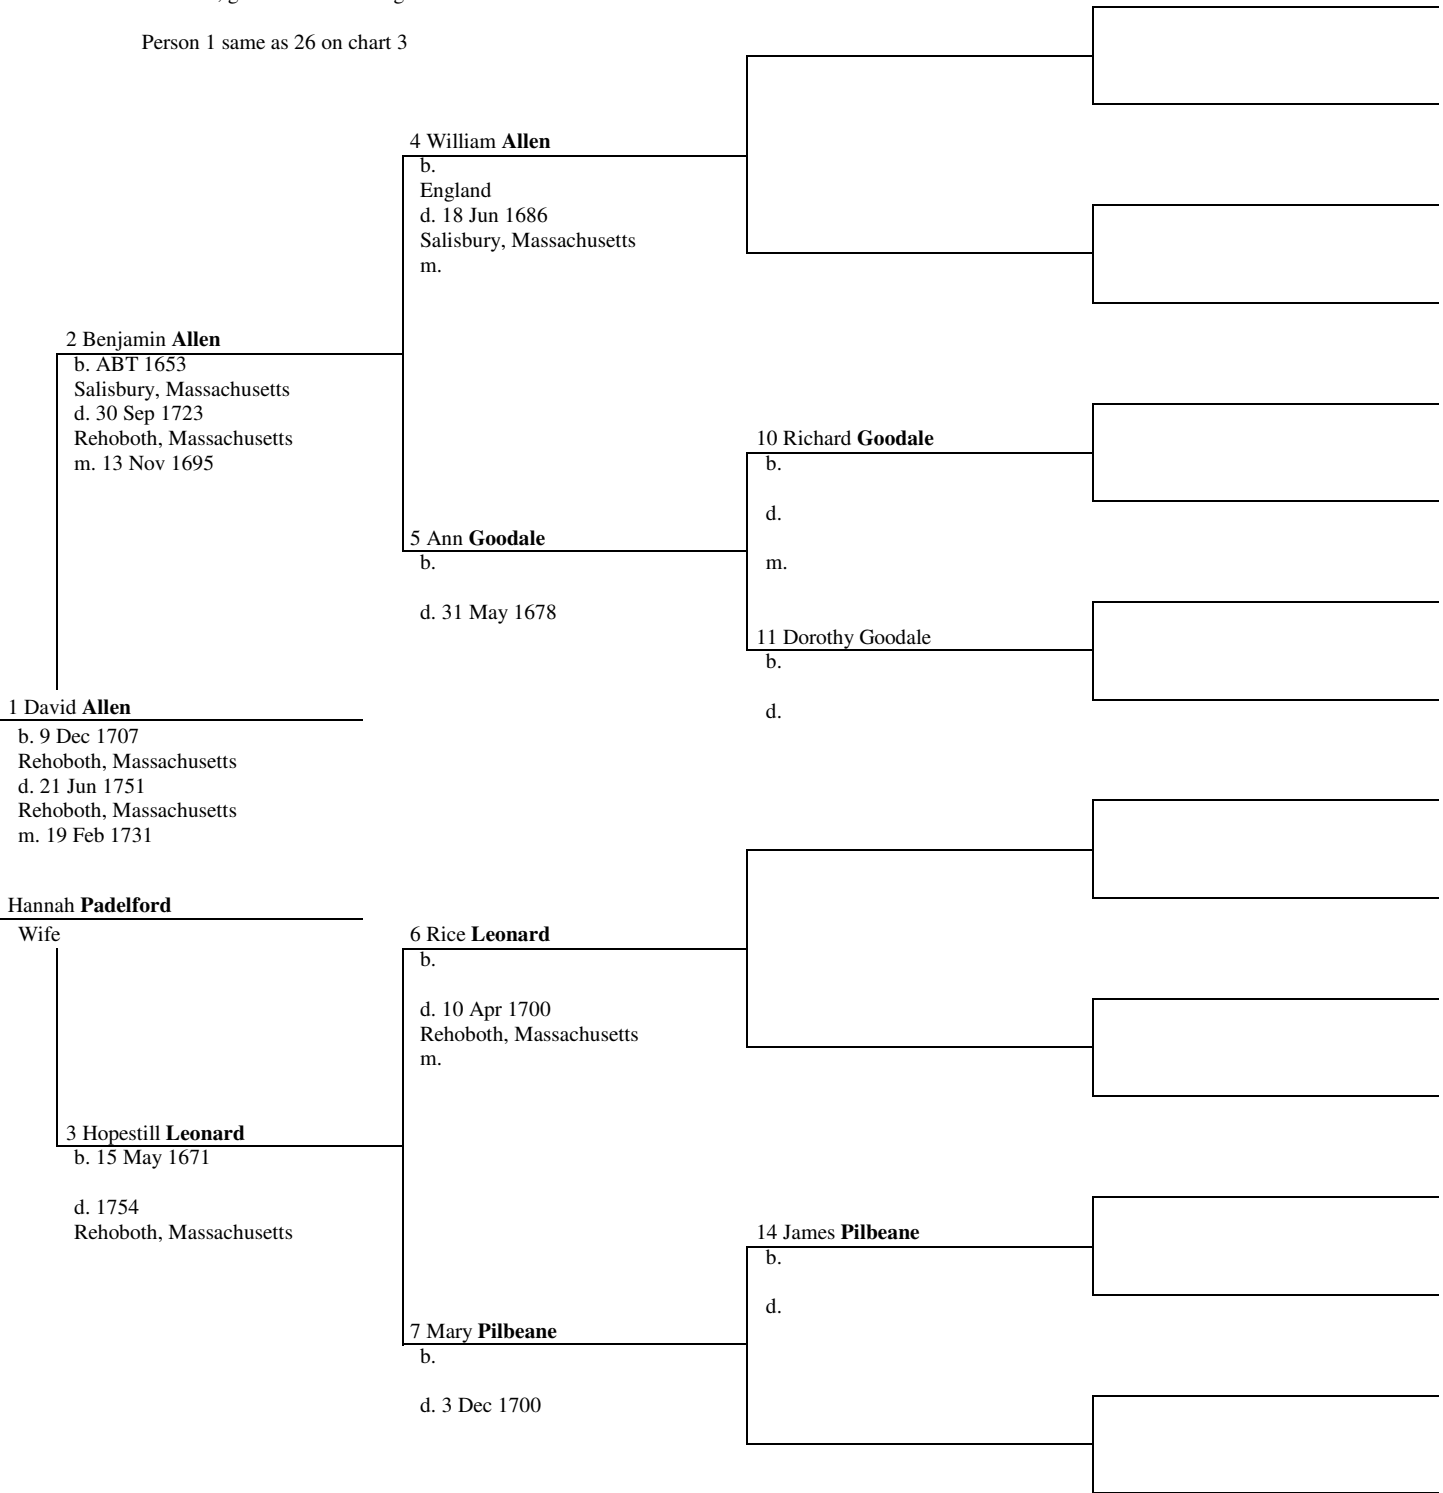 Person 1 same as 26 on chart 3
4 William Allen
b.
England
d. 18 Jun 1686
Salisbury, Massachusetts
m.
2 Benjamin Allen
b. ABT 1653
Salisbury, Massachusetts
d. 30 Sep 1723
Rehoboth, Massachusetts
m. 13 Nov 1695
10 Richard Goodale
b.
d.
m.
5 Ann Goodale
b.
d. 31 May 1678
11 Dorothy Goodale
b.
d.
1 David Allen
b. 9 Dec 1707
Rehoboth, Massachusetts
d. 21 Jun 1751
Rehoboth, Massachusetts
m. 19 Feb 1731
Hannah Padelford
Wife
6 Rice Leonard
b.
d. 10 Apr 1700
Rehoboth, Massachusetts
m.
3 Hopestill Leonard
b. 15 May 1671
d. 1754
Rehoboth, Massachusetts
14 James Pilbeane
b.
d.
7 Mary Pilbeane
b.
d. 3 Dec 1700